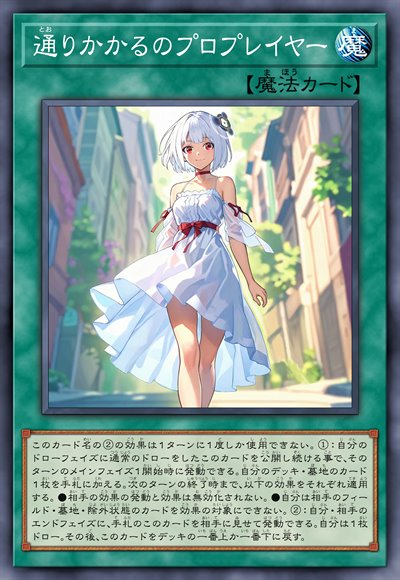 通りかかるのプロプレイヤー 魔
【魔法カード】
このカード名の②の効果は1ターンに1度しか使用できない。①:自分の
ドローフェイズに通常のドローをしたこのカードを公開し続ける事で、そ
のターンのメインフェイズ1開始時に発動できる。自分のデッキ・墓地のカード
1枚を手札に加える。次のターンの終了時まで、以下の効果をそれぞれ適用
する。●相手の効果の発動と効果は無効化されない。●自分は相手のフィー
ルド・墓地・除外状態のカードを効果の対象にできない。②:自分・相手の
エンドフェイズに、手札のこのカードを相手に見せて発動できる。自分は1枚
ドロー。その後、このカードをデッキの一番上か一番下に戻す。